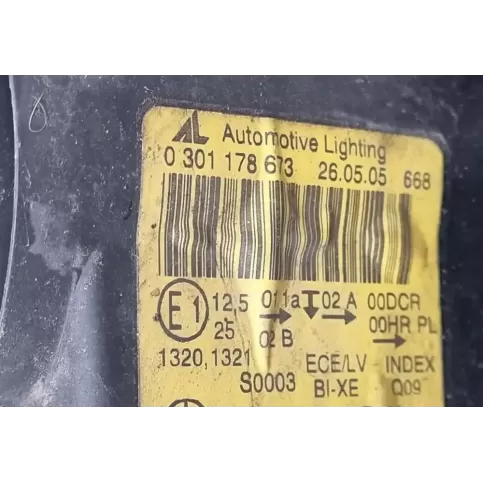 AL Automotive Lighting
0 301 178 673 26.05.05 668
E1 12,5 011a 02 A 00DCR
25 02 B 00HR PL
1320,1321 ECE/LV INDEX
S0003 BI-XE Q09